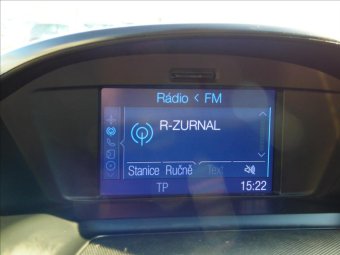 Rádio < FM
R-ZURNAL
Stanice Ručně Text
TP 15:22